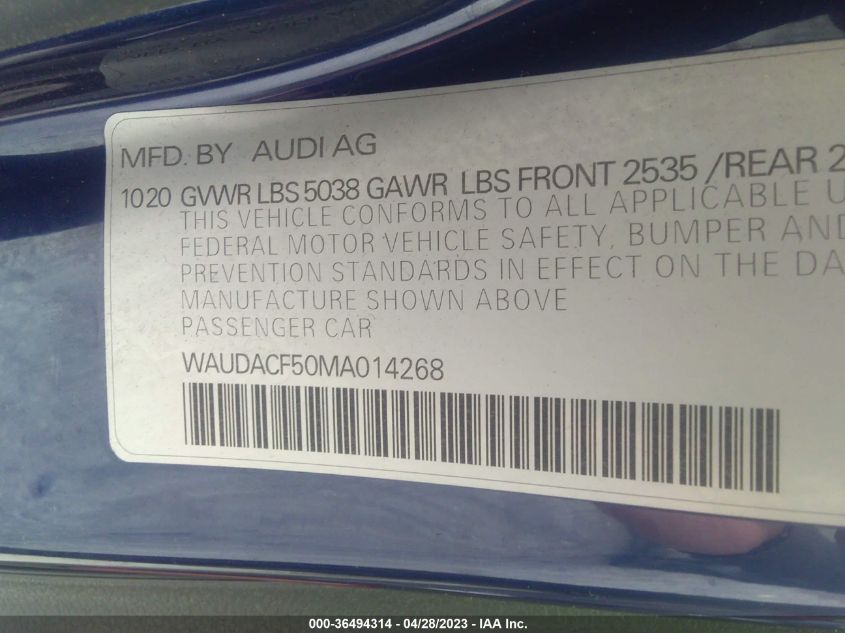 MFD. BY AUDI AG
1020 GVWR LBS 5038 GAWR LBS FRONT 2535 /REAR 2
THIS VEHICLE CONFORMS TO ALL APPLICABLE U
FEDERAL MOTOR VEHICLE SAFETY, BUMPER AND
PREVENTION STANDARDS IN EFFECT ON THE DA
MANUFACTURE SHOWN ABOVE
PASSENGER CAR
WAUDACF50MA014268
000-36494314 / 04/28/2023 - © IAA Inc.